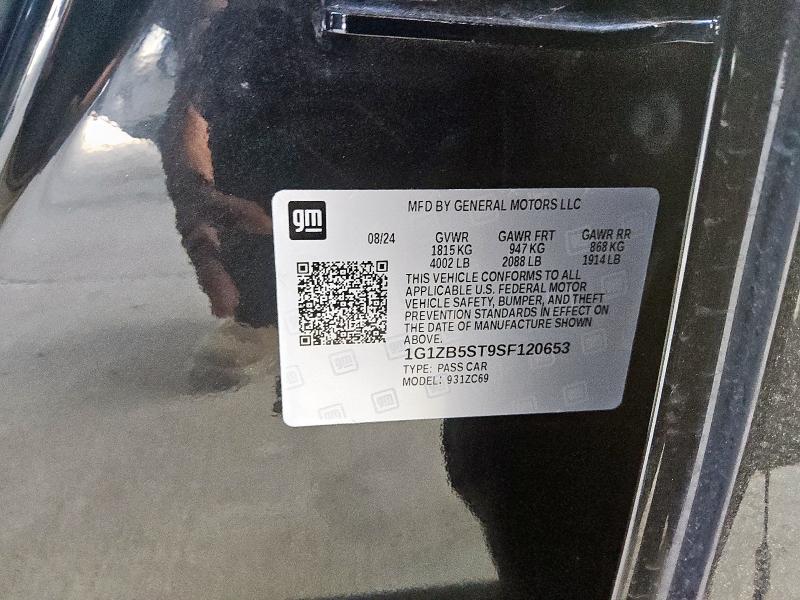 gm
MFD BY GENERAL MOTORS LLC
08/24 GVWR GAWR FRT GAWR RR
1815 KG 947 KG 868 KG
4002 LB 2088 LB 1914 LB
THIS VEHICLE CONFORMS TO ALL
APPLICABLE U.S. FEDERAL MOTOR
VEHICLE SAFETY, BUMPER, AND THEFT
PREVENTION STANDARDS IN EFFECT ON
THE DATE OF MANUFACTURE SHOWN
ABOVE.
1G1ZB5ST9SF120653
TYPE: PASS CAR
MODEL: 931ZC69